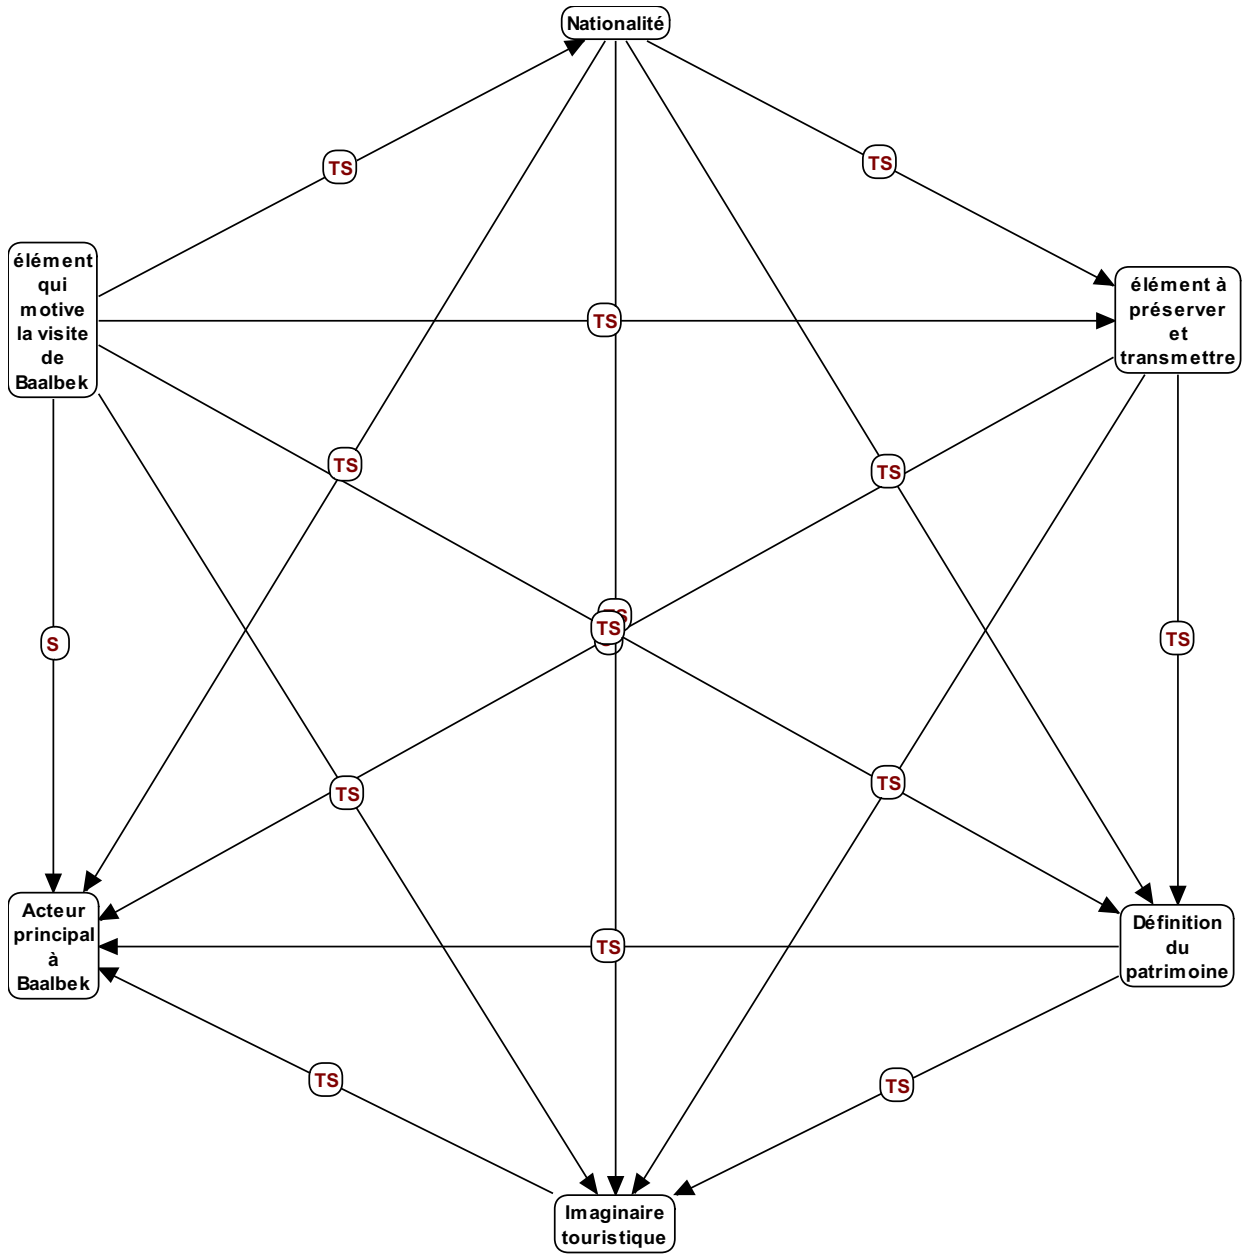 Nationalité
TS
TS
élément
qui
motive
la visite
de
Baalbek
élément à
préserver
et
transmettre
TS
TS
TS
TS
TS
S
TS
TS
TS
Acteur
principal
à
Baalbek
Définition
du
patrimoine
TS
TS
TS
Imaginaire
touristique